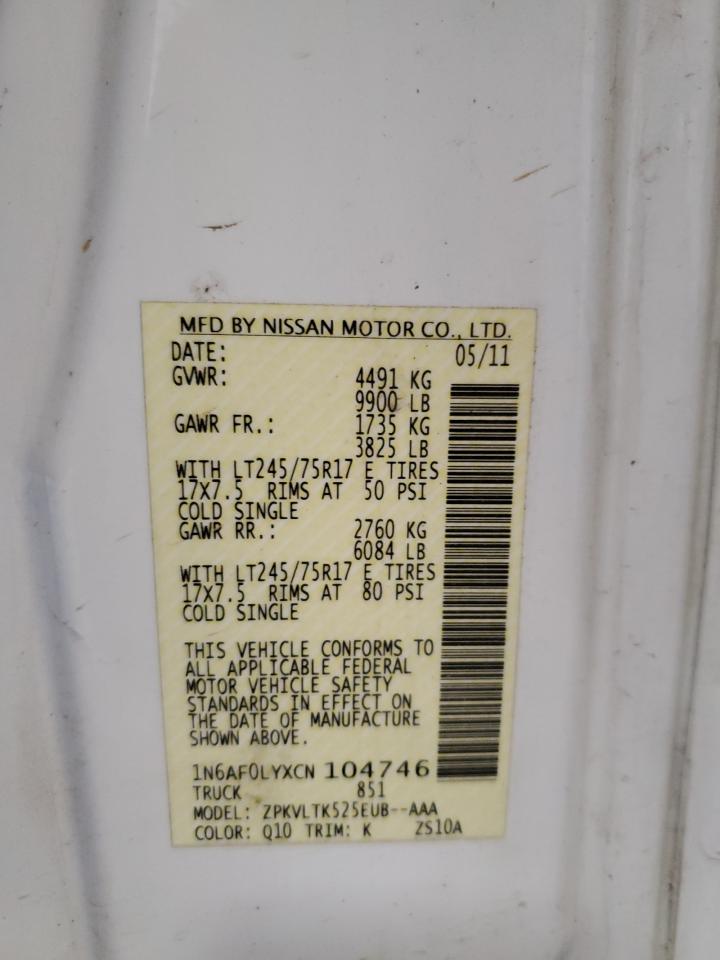 MFD BY NISSAN MOTOR CO., LTD.
DATE: 05/11
GVWR: 4491 KG
9900 LB
GAWR FR.: 1735 KG
3825 LB
WITH LT245/75R17 E TIRES
17X7.5 RIMS AT 50 PSI
COLD SINGLE
GAWR RR.: 2760 KG
6084 LB
WITH LT245/75R17 E TIRES
17X7.5 RIMS AT 80 PSI
COLD SINGLE
THIS VEHICLE CONFORMS TO
ALL APPLICABLE FEDERAL
MOTOR VEHICLE SAFETY
STANDARDS IN EFFECT ON
THE DATE OF MANUFACTURE
SHOWN ABOVE.
1N6AF0LYXCN 104746
TRUCK 851
MODEL: ZPKVLTK525EUB--AAA
COLOR: Q10 TRIM: K ZS10A